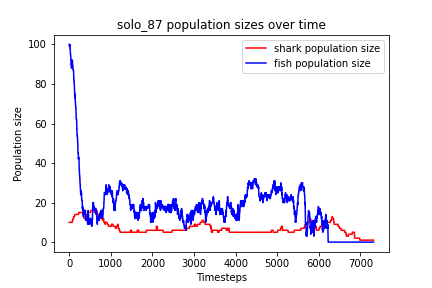 solo_87 population sizes over time
shark population size
fish population size
Population size
100
80
60
40
20
0
0
1000
2000
3000
4000
5000
6000
7000
Timesteps